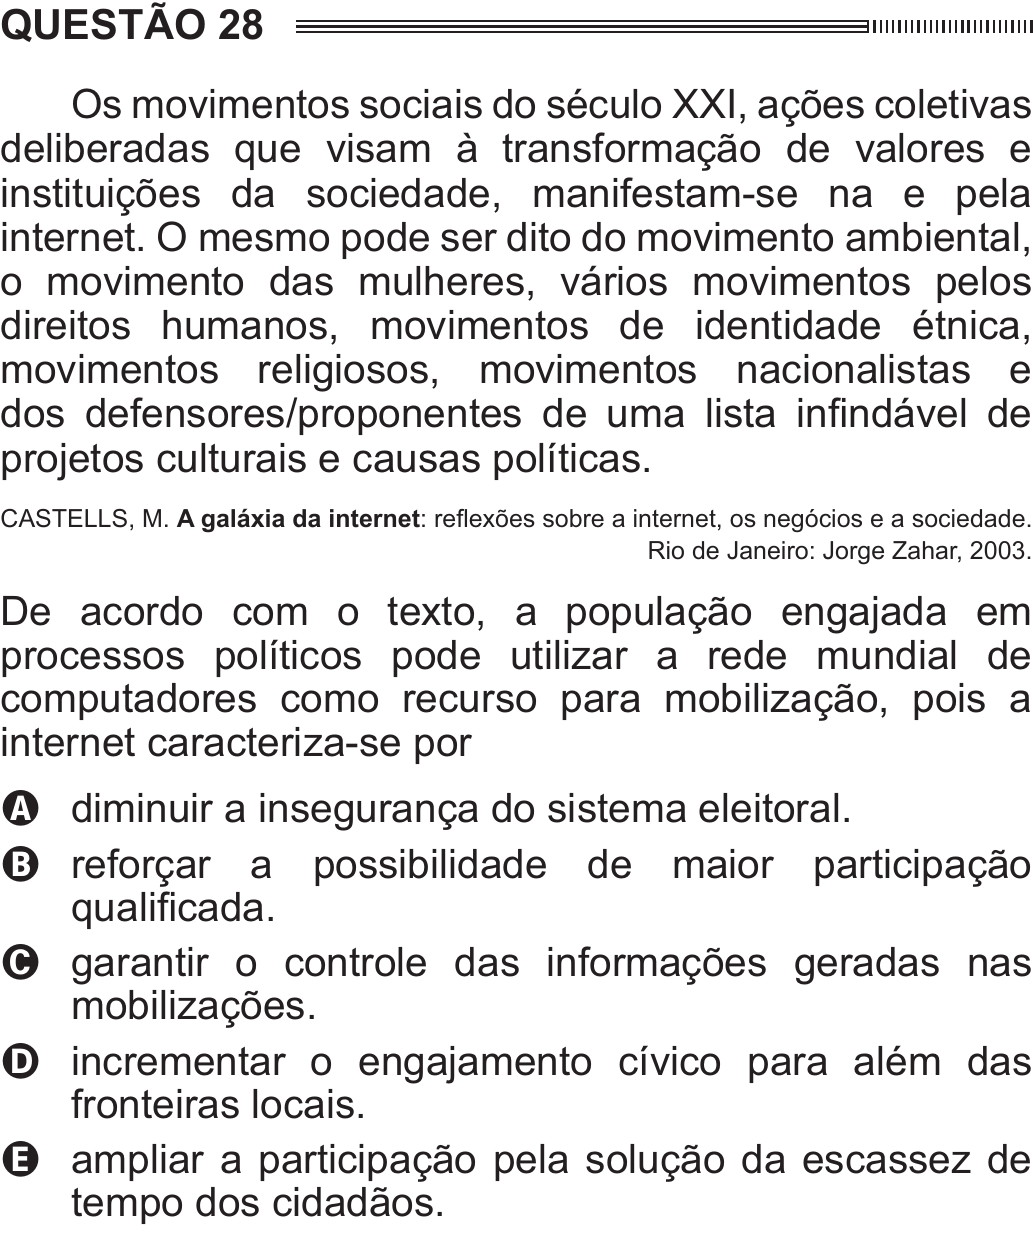 QUESTÃO 28
Os movimentos sociais do século XXI, ações coletivas
deliberadas que visam à transformação de valores e
instituições da sociedade, manifestam-se na e pela
internet. O mesmo pode ser dito do movimento ambiental,
o movimento das mulheres, vários movimentos pelos
direitos humanos, movimentos de identidade étnica,
movimentos religiosos, movimentos nacionalistas e
dos defensores/proponentes de uma lista infindável de
projetos culturais e causas políticas.
CASTELLS, M. A galáxia da internet: reflexões sobre a internet, os negócios e a sociedade.
Rio de Janeiro: Jorge Zahar, 2003.
De acordo com o texto, a população engajada em
processos políticos pode utilizar a rede mundial de
computadores como recurso para mobilização, pois a
internet caracteriza-se por
A diminuir a insegurança do sistema eleitoral.
B reforçar a possibilidade de maior participação
qualificada.
C garantir o controle das informações geradas nas
mobilizações.
D incrementar o engajamento cívico para além das
fronteiras locais.
E ampliar a participação pela solução da escassez de
tempo dos cidadãos.